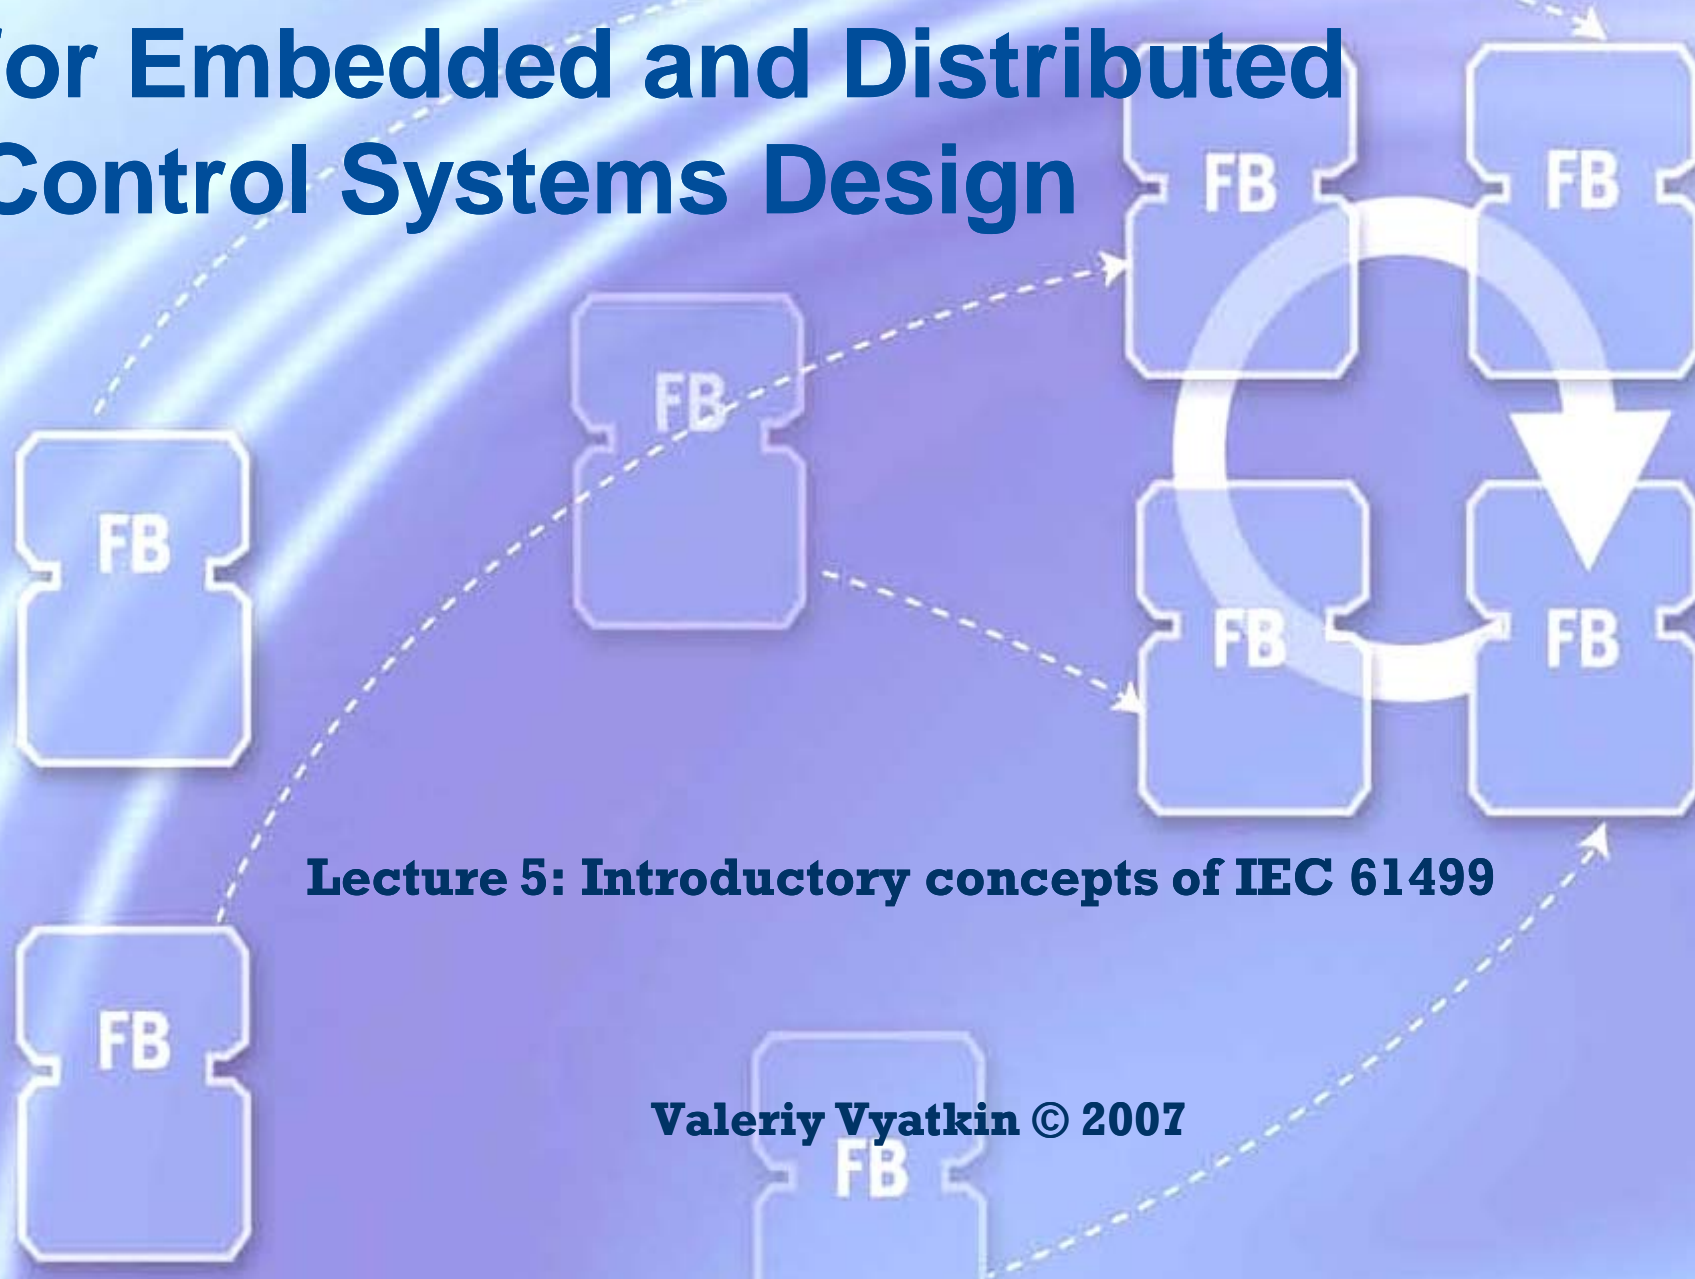 for Embedded and Distributed
Control Systems Design
FB
FB
FB
FB
FB
FB
Lecture 5: Introductory concepts of IEC 61499
FB
Valeriy Vyatkin © 2007
FB